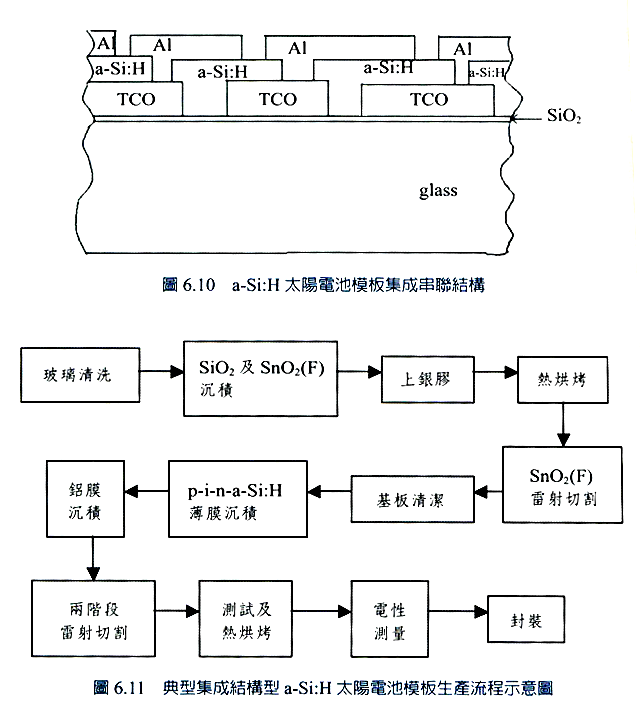 Al Al Al Al
a-Si:H a-Si:H a-Si:H a-Si:H
TCO TCO TCO
SiO₂
glass
圖 6.10 a-Si:H 太陽電池模板集成串聯結構
玻璃清洗
SiO₂ 及 SnO₂(F)
沉積
上銀膠
熱烘烤
SnO₂(F)
雷射切割
基板清潔
p-i-n-a-Si:H
薄膜沉積
鋁膜
沉積
兩階段
雷射切割
測試及
熱烘烤
電性
測量
封裝
圖 6.11 典型集成結構型 a-Si:H 太陽電池模板生產流程示意圖